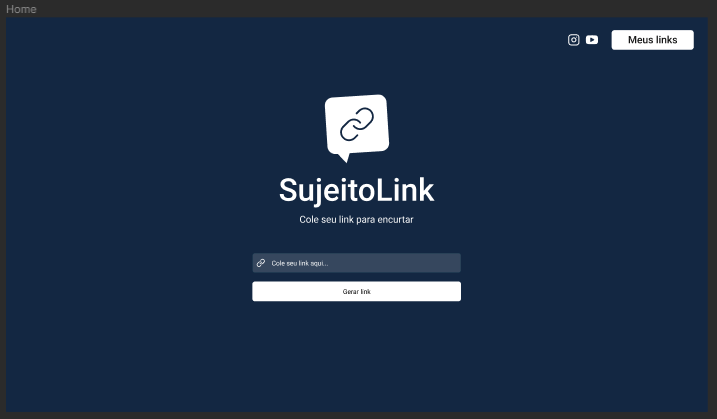 Home
Meus links
SujeitoLink
Cole seu link para encurtar
Cole seu link aqui...
Gerar link